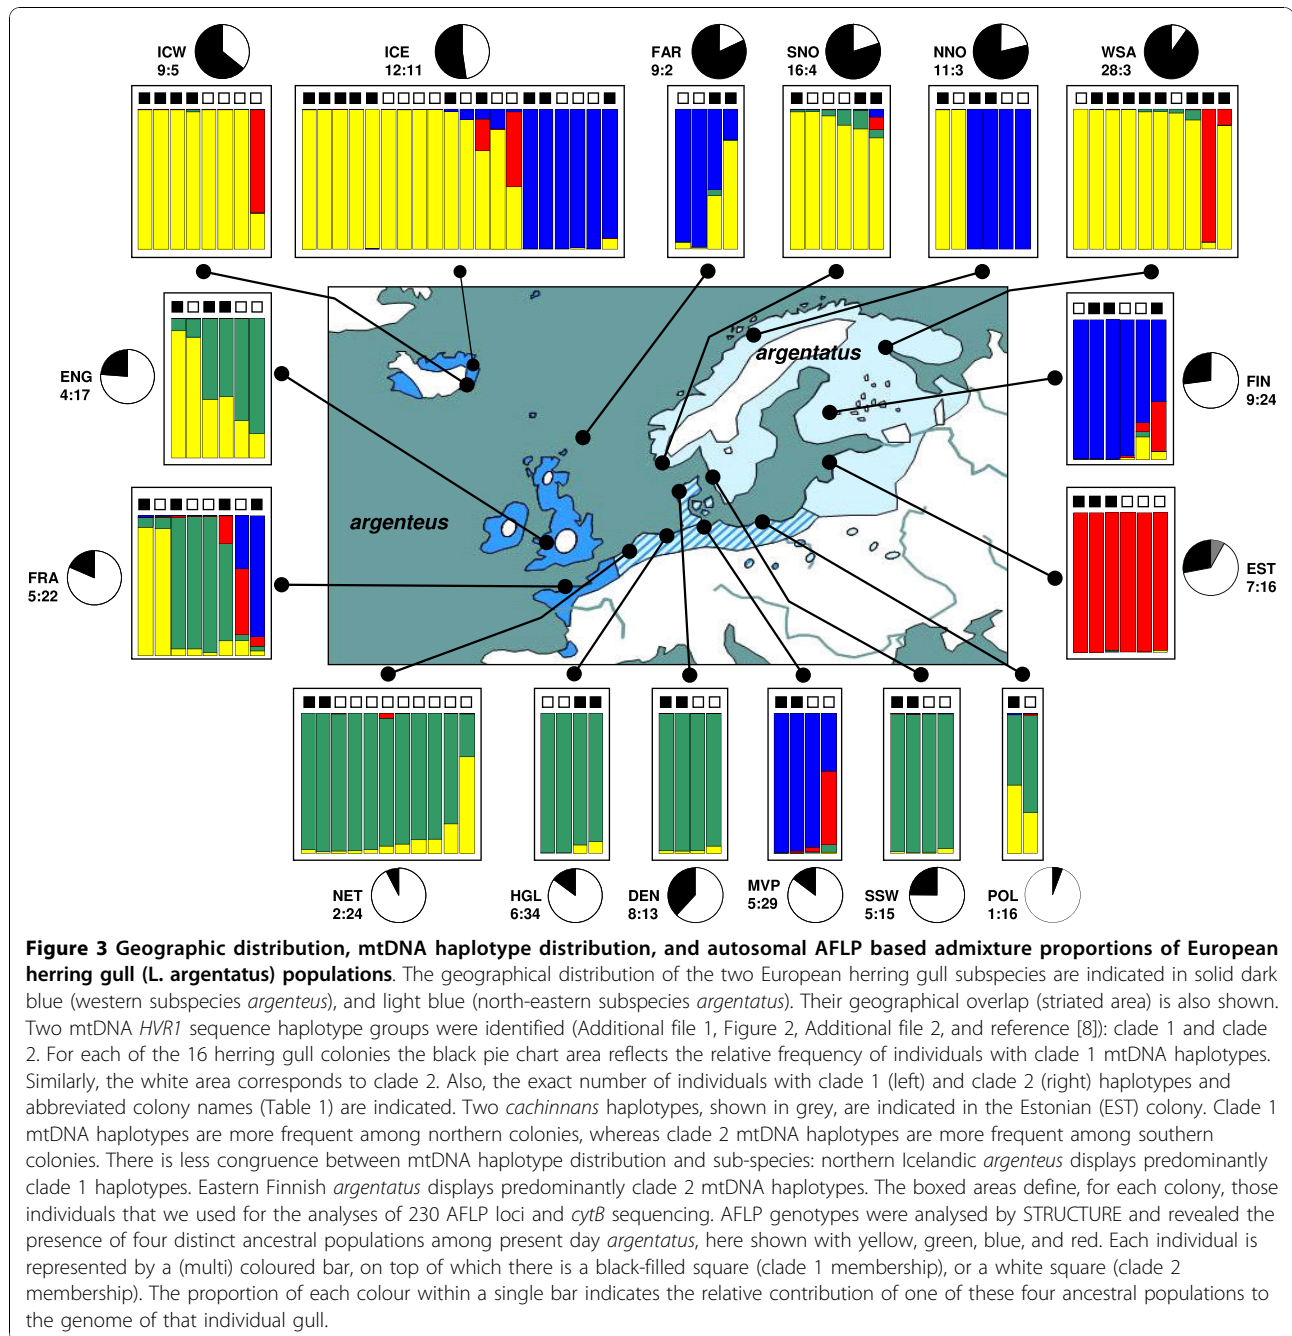 ICW
9:5
ICE
12:11
FAR
9:2
SNO
16:4
NNO
11:3
WSA
28:3
argentatus
ENG
4:17
FIN
9:24
argenteus
FRA
5:22
EST
7:16
NET
2:24
HGL
6:34
DEN
8:13
MVP
5:29
SSW
5:15
POL
1:16
Figure 3 Geographic distribution, mtDNA haplotype distribution, and autosomal AFLP based admixture proportions of European
herring gull (L. argentatus) populations. The geographical distribution of the two European herring gull subspecies are indicated in solid dark
blue (western subspecies argenteus), and light blue (north-eastern subspecies argentatus). Their geographical overlap (striated area) is also shown.
Two mtDNA HVR1 sequence haplotype groups were identified (Additional file 1, Figure 2, Additional file 2, and reference [8]): clade 1 and clade
2. For each of the 16 herring gull colonies the black pie chart area reflects the relative frequency of individuals with clade 1 mtDNA haplotypes.
Similarly, the white area corresponds to clade 2. Also, the exact number of individuals with clade 1 (left) and clade 2 (right) haplotypes and
abbreviated colony names (Table 1) are indicated. Two cachinnans haplotypes, shown in grey, are indicated in the Estonian (EST) colony. Clade 1
mtDNA haplotypes are more frequent among northern colonies, whereas clade 2 mtDNA haplotypes are more frequent among southern
colonies. There is less congruence between mtDNA haplotype distribution and sub-species: northern Icelandic argenteus displays predominantly
clade 1 haplotypes. Eastern Finnish argentatus displays predominantly clade 2 mtDNA haplotypes. The boxed areas define, for each colony, those
individuals that we used for the analyses of 230 AFLP loci and cytB sequencing. AFLP genotypes were analysed by STRUCTURE and revealed the
presence of four distinct ancestral populations among present day argentatus, here shown with yellow, green, blue, and red. Each individual is
represented by a (multi) coloured bar, on top of which there is a black-filled square (clade 1 membership), or a white square (clade 2
membership). The proportion of each colour within a single bar indicates the relative contribution of one of these four ancestral populations to
the genome of that individual gull.